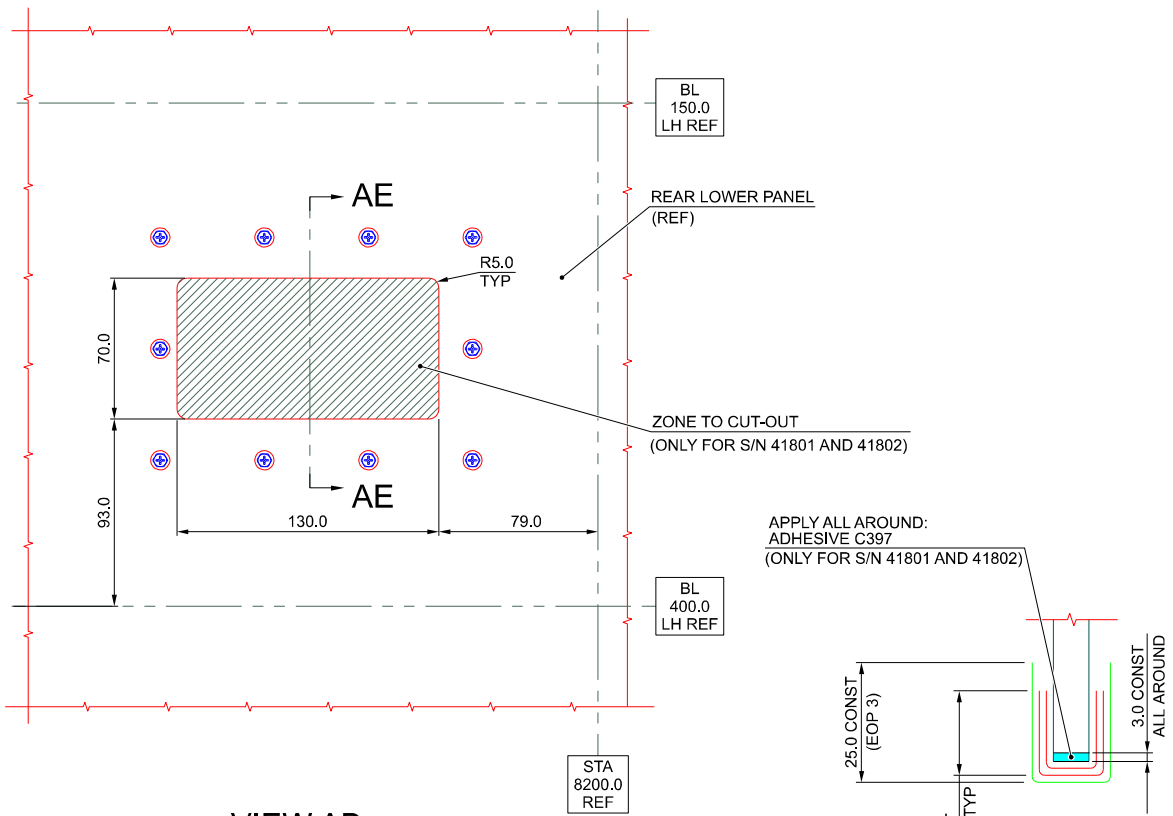 BL
150.0
LH REF
AE
REAR LOWER PANEL
(REF)
R5.0
TYP
70.0
ZONE TO CUT-OUT
(ONLY FOR S/N 41801 AND 41802)
AE
93.0
130.0
79.0
APPLY ALL AROUND:
ADHESIVE C397
(ONLY FOR S/N 41801 AND 41802)
BL
400.0
LH REF
25.0 CONST
(EOP 3)
3.0 CONST
ALL AROUND
TYP
STA
8200.0
REF